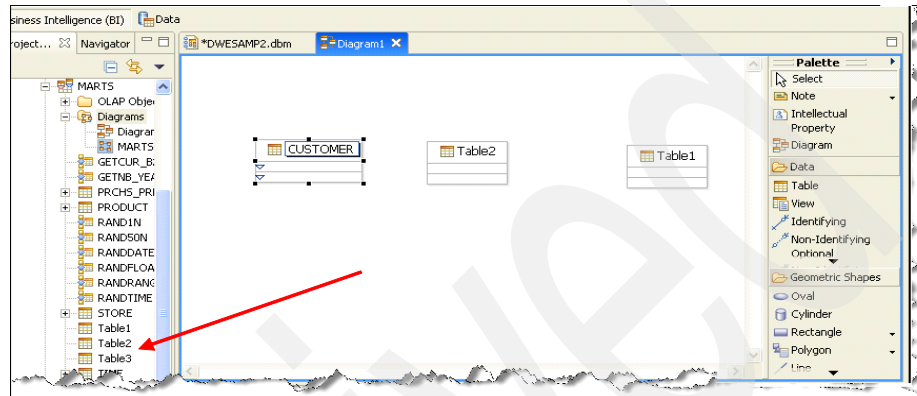 siness Intelligence (BI) Data
roject... Navigator
*DWESAMP2.dbm Diagram1
MARTS
OLAP Obje
Diagrams
Diagrar
MARTS
GETCUR_B
GETNB_YEA
PRCHS_PRI
PRODUCT
RAND1N
RAND50N
RANDDATE
RANDFLOA
RANDRANG
RANDTIME
STORE
Table1
Table2
Table3
TIME
CUSTOMER
Table2
Table1
Palette
Select
Note
Intellectual
Property
Diagram
Data
Table
View
Identifying
Non-Identifying
Optional
Geometric Shapes
Oval
Cylinder
Rectangle
Polygon
Line